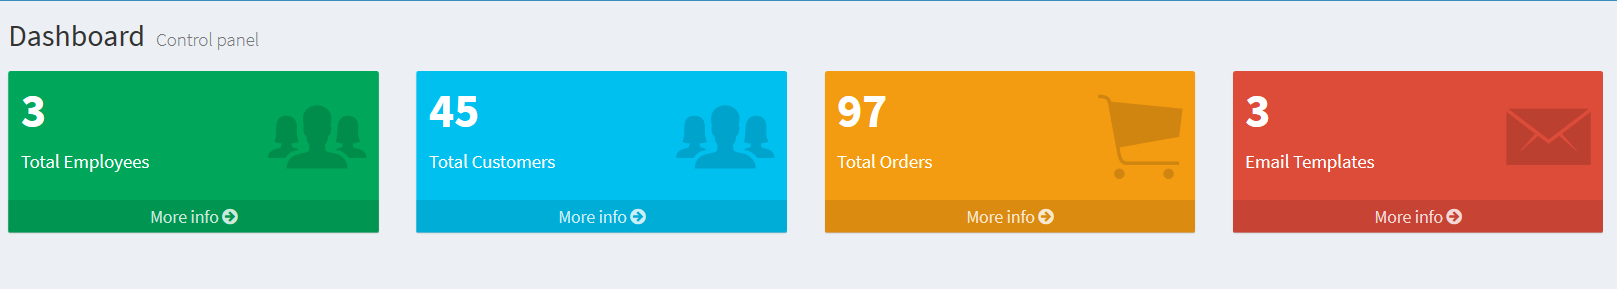 Dashboard Control panel
3
Total Employees
More info
45
Total Customers
More info
97
Total Orders
More info
3
Email Templates
More info